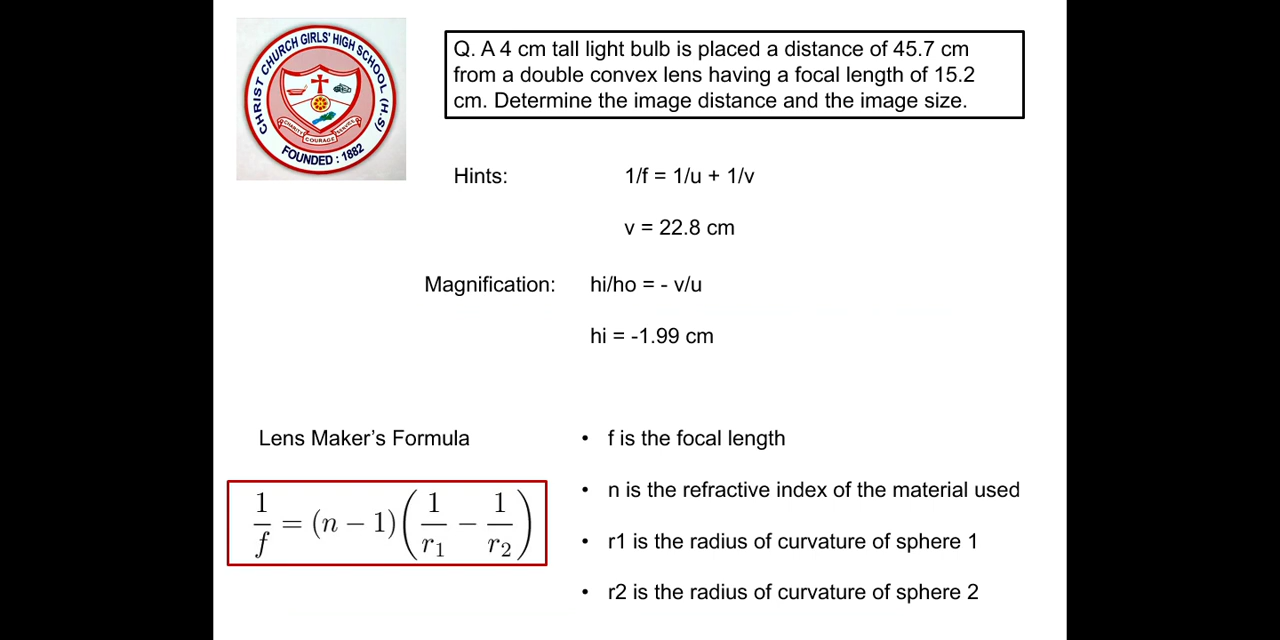 CHRIST CHURCH GIRLS' HIGH SCHOOL (H.S)
CHARITY COURAGE SERVICE
FOUNDED : 1882
Q. A 4 cm tall light bulb is placed a distance of 45.7 cm
from a double convex lens having a focal length of 15.2
cm. Determine the image distance and the image size.
Hints: 1/f = 1/u + 1/v
v = 22.8 cm
Magnification: hi/ho = - v/u
hi = -1.99 cm
Lens Maker’s Formula
1/f = (n − 1)(1/r₁ − 1/r₂)
• f is the focal length
• n is the refractive index of the material used
• r1 is the radius of curvature of sphere 1
• r2 is the radius of curvature of sphere 2